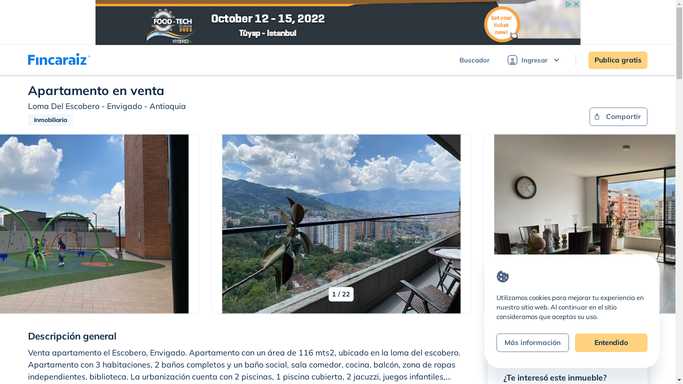 FOOD-TECH
October 12 - 15, 2022
Tüyap - Istanbul
Get your
ticket
now!
Fincaraiz
Buscador
Ingresar
Publica gratis
Apartamento en venta
Loma Del Escobero - Envigado - Antioquia
Inmobiliaria
Compartir
1 / 22
Utilizamos cookies para mejorar tu experiencia en
nuestro sitio web. Al continuar en el sitio
consideramos que aceptas su uso.
Más información
Entendido
Descripción general
Venta apartamento el Escobero, Envigado. Apartamento con un área de 116 mts2, ubicado en la loma del escobero.
Apartamento con 3 habitaciones, 2 baños completos y un baño social, sala comedor, cocina, balcón, zona de ropas
independientes, biblioteca. La urbanización cuenta con 2 piscinas, 1 piscina cubierta, 2 jacuzzi, juegos infantiles,...
¿Te interesó este inmueble?